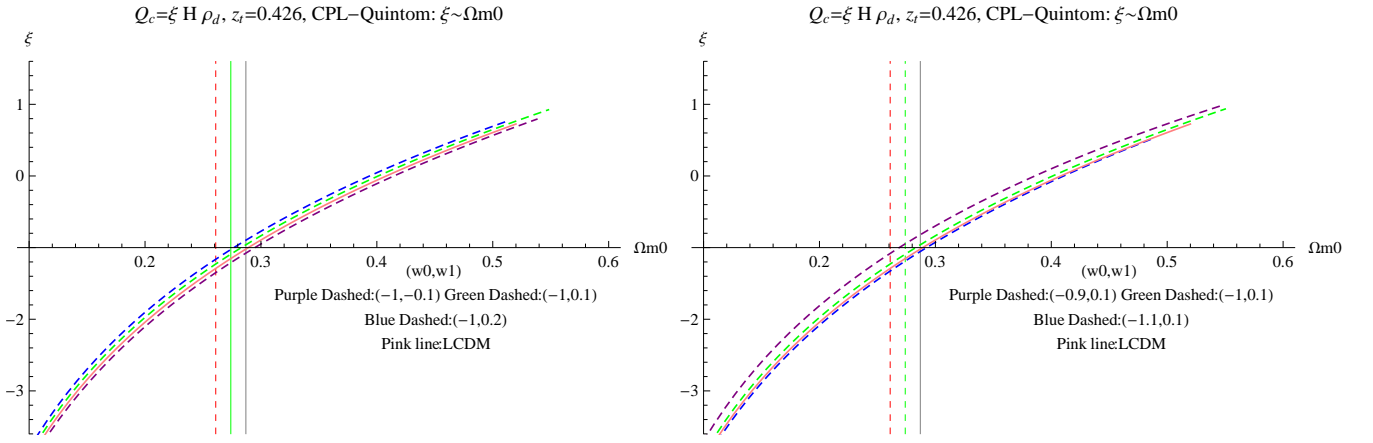 Q_c=ξ H ρ_d, z_t=0.426, CPL−Quintom: ξ~Ωm0
ξ
1
0
−2
−3
0.2
0.3
0.4
0.5
0.6
Ωm0
(w0,w1)
Purple Dashed:(−1,−0.1) Green Dashed:(−1,0.1)
Blue Dashed:(−1,0.2)
Pink line:LCDM
Q_c=ξ H ρ_d, z_t=0.426, CPL−Quintom: ξ~Ωm0
ξ
1
0
−2
−3
0.2
0.3
0.4
0.5
0.6
Ωm0
(w0,w1)
Purple Dashed:(−0.9,0.1) Green Dashed:(−1,0.1)
Blue Dashed:(−1.1,0.1)
Pink line:LCDM